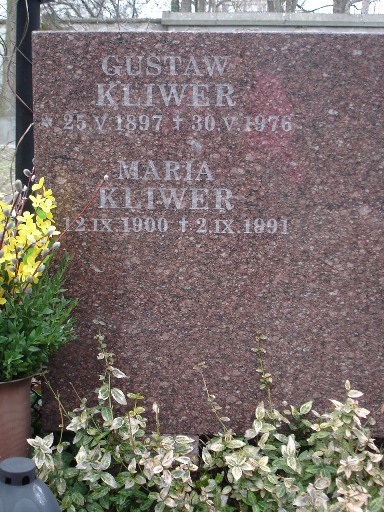 GUSTAW
KLIWER
* 25.V.1897 † 30.V.1976
MARIA
KLIWER
12.IX.1900 † 2.IX.1991